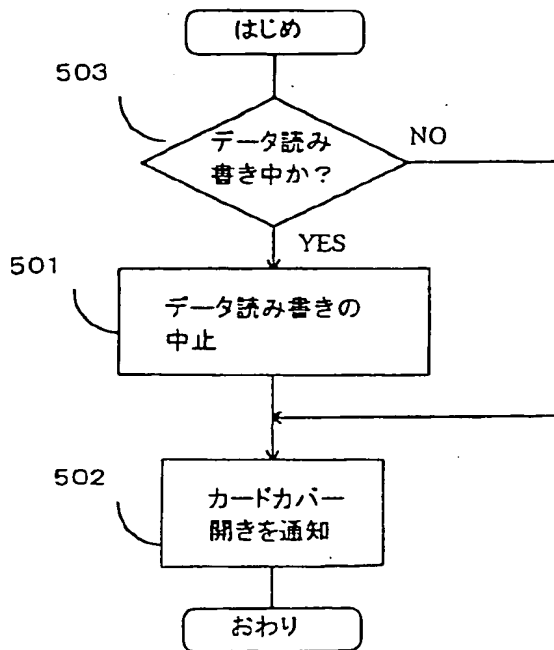 はじめ
503
データ読み
書き中か?
NO
YES
501
データ読み書きの
中止
502
カードカバー
開きを通知
おわり